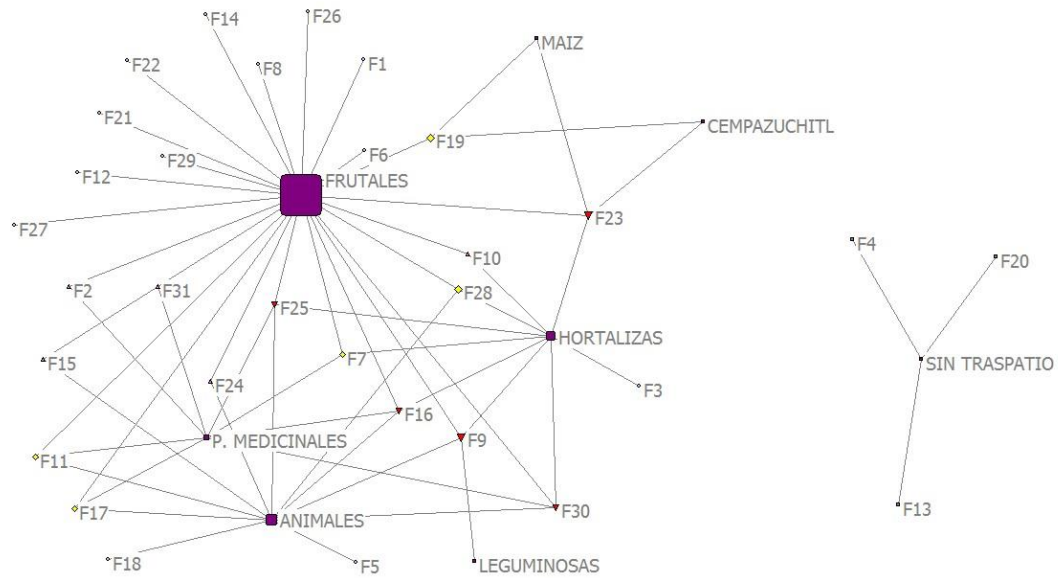 F14
F26
MAIZ
F22
F8
F1
F21
CEMPAZUCHITL
F19
F6
F29
F12
FRUTALES
F27
F23
F4
F10
F20
F2
F31
F28
F25
HORTALIZAS
F7
F15
SIN TRASPATIO
F24
F3
F16
P. MEDICINALES
F9
F11
F17
F30
F13
ANIMALES
F18
F5
LEGUMINOSAS